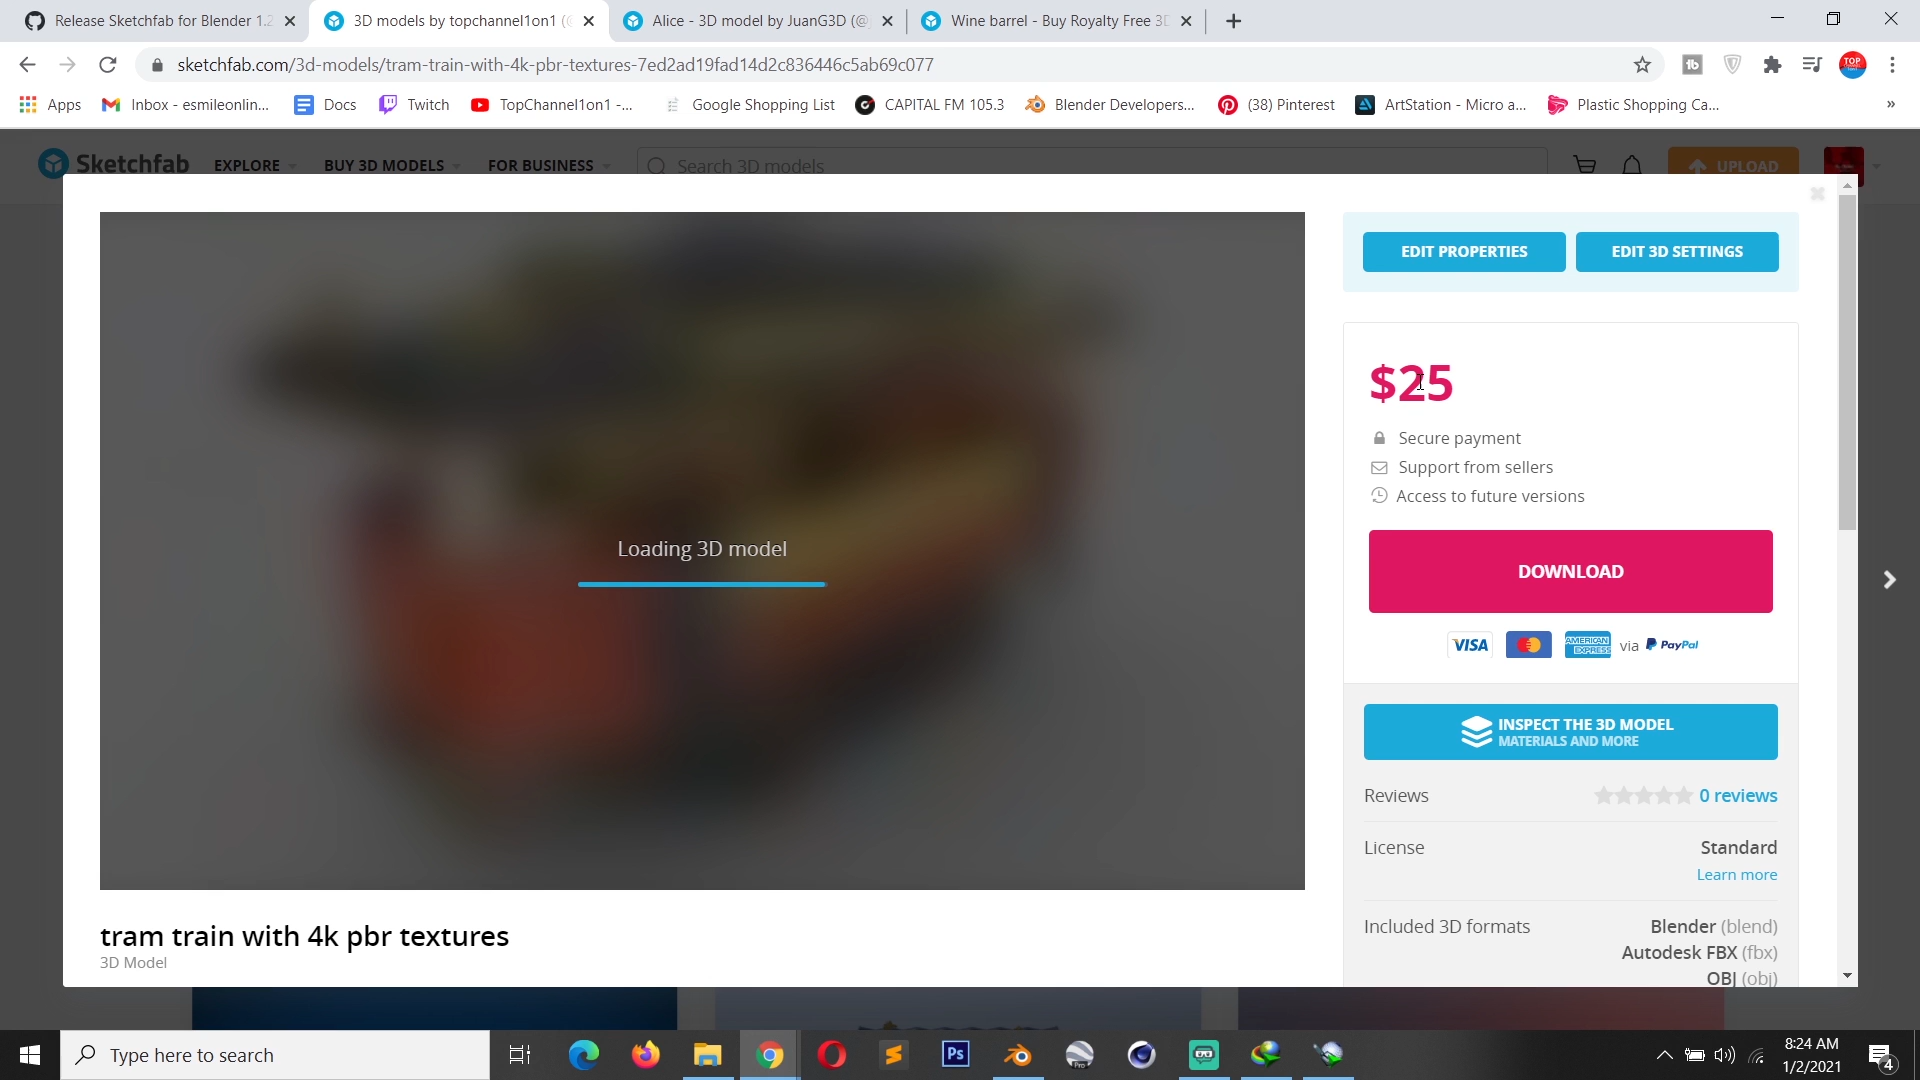 Release Sketchfab for Blender 1.2
3D models by topchannel1on1 (@
Alice - 3D model by JuanG3D (@
Wine barrel - Buy Royalty Free 3D
sketchfab.com/3d-models/tram-train-with-4k-pbr-textures-7ed2ad19fad14d2c836446c5ab69c077
TOP
Apps
Inbox - esmileonlin...
Docs
Twitch
TopChannel1on1 -...
Google Shopping List
CAPITAL FM 105.3
Blender Developers...
(38) Pinterest
ArtStation - Micro a...
Plastic Shopping Ca...
»
Sketchfab
EXPLORE
BUY 3D MODELS
FOR BUSINESS
Search 3D models
UPLOAD
EDIT PROPERTIES
EDIT 3D SETTINGS
$25
Secure payment
Support from sellers
Access to future versions
Loading 3D model
DOWNLOAD
VISA
AMERICAN EXPRESS
via PayPal
INSPECT THE 3D MODEL
MATERIALS AND MORE
Reviews
0 reviews
License
Standard
Learn more
Included 3D formats
Blender (blend)
Autodesk FBX (fbx)
OBJ (obj)
tram train with 4k pbr textures
3D Model
Type here to search
Ps
Pro
8:24 AM
1/2/2021
4